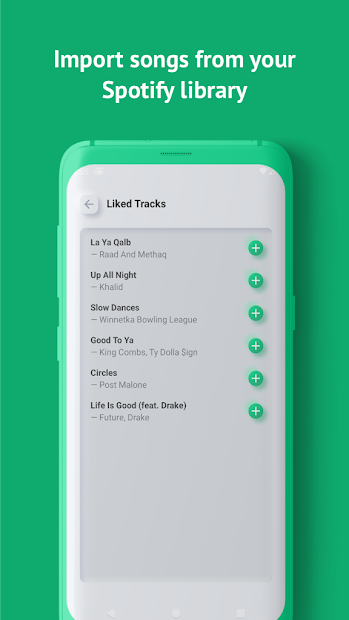 Import songs from your
Spotify library
Liked Tracks
La Ya Qalb
— Raad And Methaq
Up All Night
— Khalid
Slow Dances
— Winnetka Bowling League
Good To Ya
— King Combs, Ty Dolla $ign
Circles
— Post Malone
Life Is Good (feat. Drake)
— Future, Drake